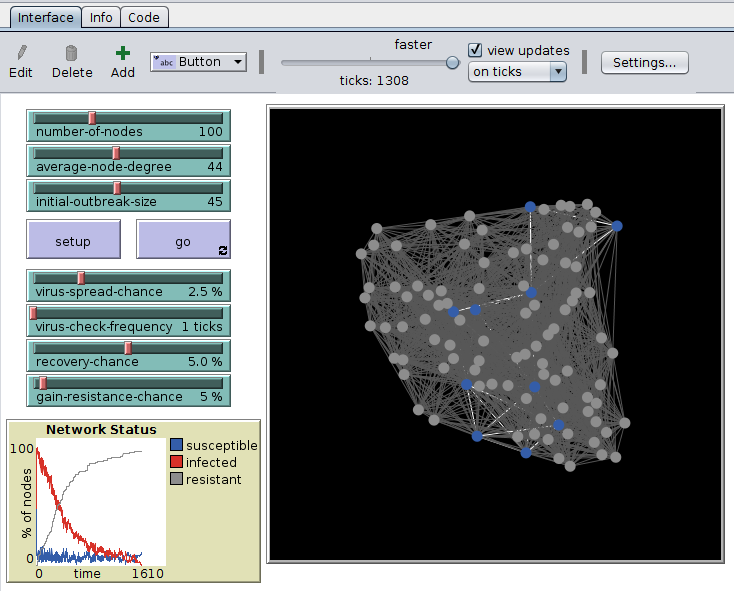 Interface Info Code
faster
Edit Delete Add abc Button view updates on ticks Settings...
ticks: 1308
number-of-nodes 100
average-node-degree 44
initial-outbreak-size 45
setup go
virus-spread-chance 2.5 %
virus-check-frequency 1 ticks
recovery-chance 5.0 %
gain-resistance-chance 5 %
Network Status
100
% of nodes
0
0 time 1610
susceptible
infected
resistant